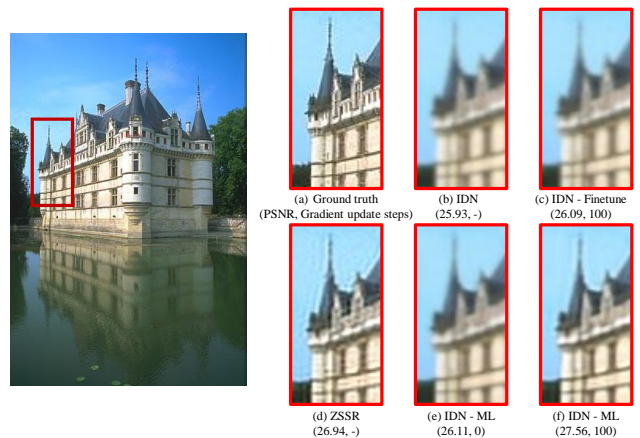 (a) Ground truth
(PSNR, Gradient update steps)
(b) IDN
(25.93, -)
(c) IDN - Finetune
(26.09, 100)
(d) ZSSR
(26.94, -)
(e) IDN - ML
(26.11, 0)
(f) IDN - ML
(27.56, 100)